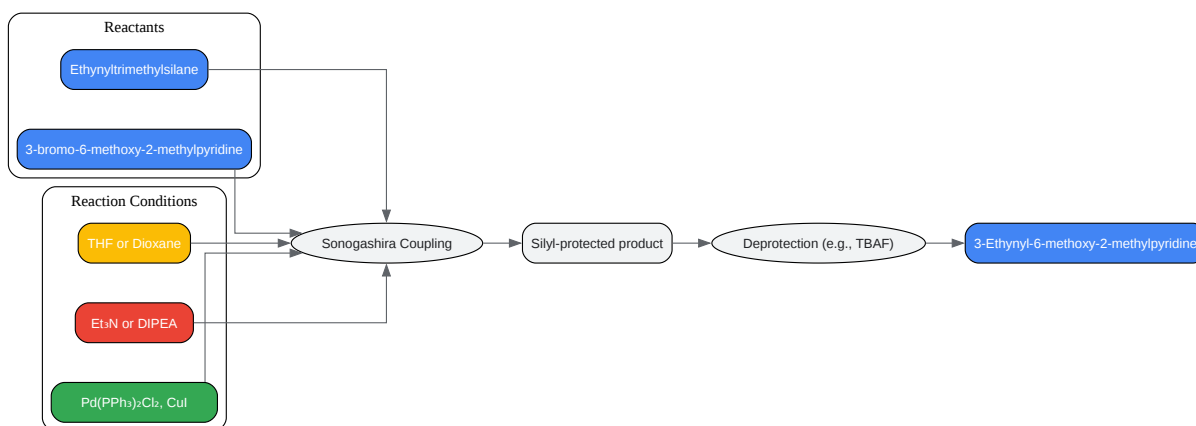 Reactants
Ethynyltrimethylsilane
3-bromo-6-methoxy-2-methylpyridine
Reaction Conditions
THF or Dioxane
Et₃N or DIPEA
Pd(PPh₃)₂Cl₂, CuI
Sonogashira Coupling
Silyl-protected product
Deprotection (e.g., TBAF)
3-Ethynyl-6-methoxy-2-methylpyridine